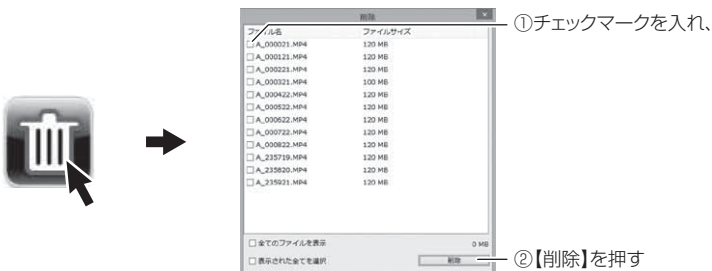 削除
ファイル名 ファイルサイズ
①チェックマークを入れ、
A_000021.MP4 120 MB
A_000121.MP4 120 MB
A_000221.MP4 120 MB
A_000321.MP4 100 MB
A_000422.MP4 120 MB
A_000522.MP4 120 MB
A_000622.MP4 120 MB
A_000722.MP4 120 MB
A_000822.MP4 120 MB
A_235719.MP4 120 MB
A_235820.MP4 120 MB
A_235921.MP4 120 MB
全てのファイルを表示 0 MB
表示された全てを選択 削除
②【削除】を押す